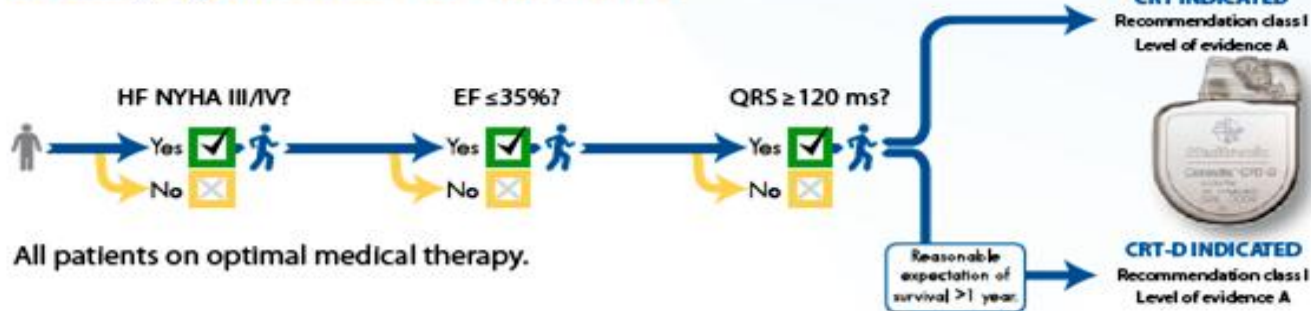 CRT INDICATED
Recommendation class I
Level of evidence A
HF NYHA III/IV?
EF ≤35%?
QRS ≥ 120 ms?
Yes
Yes
Yes
No
No
No
All patients on optimal medical therapy.
Reasonable
expectation of
survival >1 year.
CRT-D INDICATED
Recommendation class I
Level of evidence A